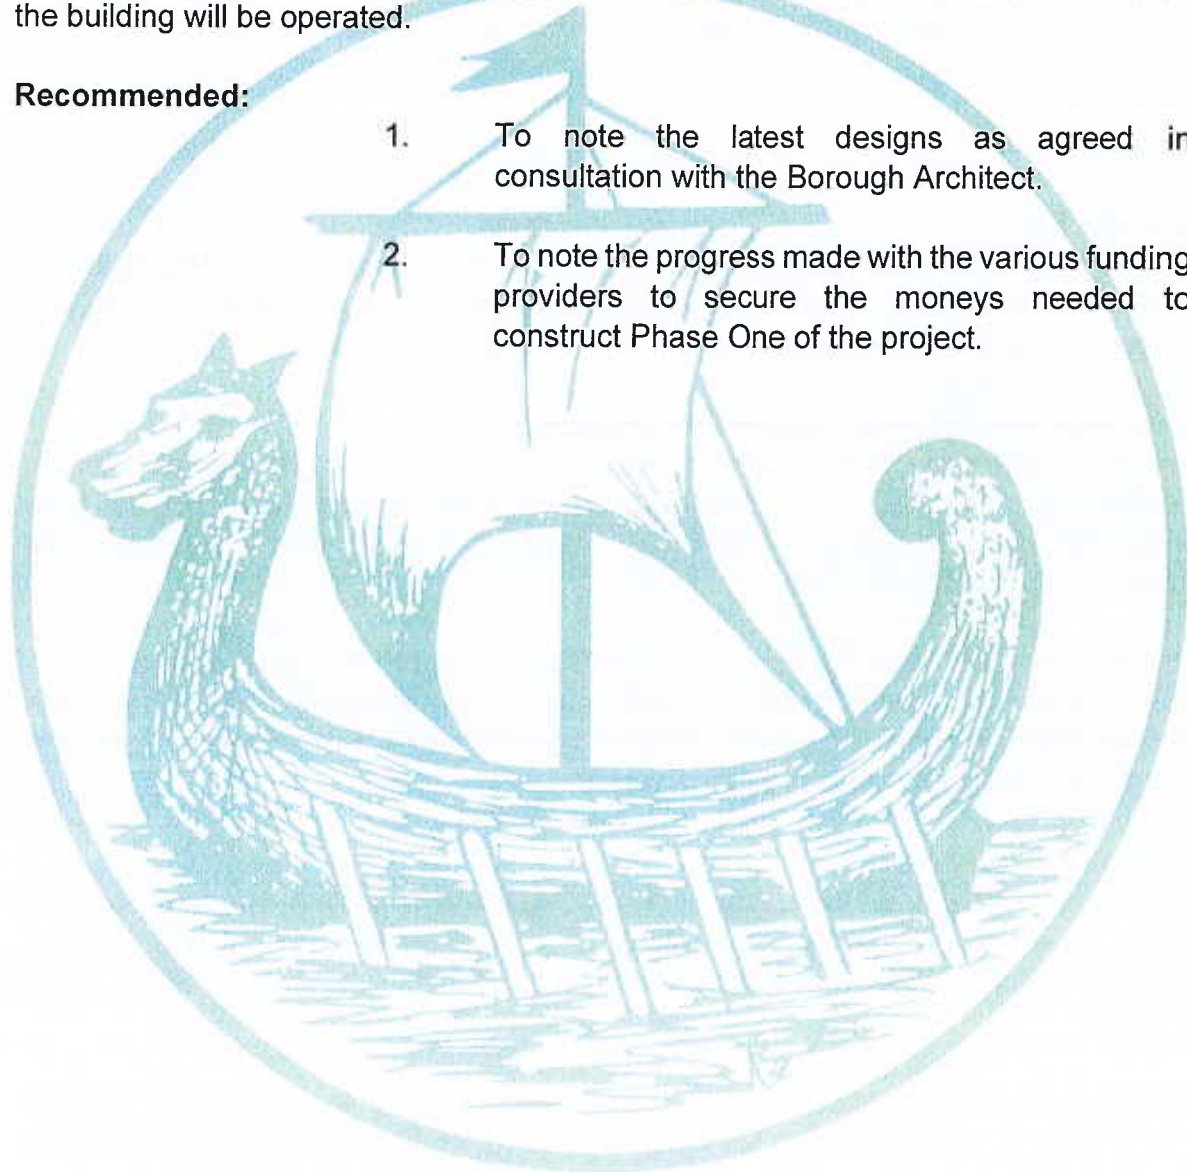 the building will be operated.
Recommended:
1. To note the latest designs as agreed in
consultation with the Borough Architect.
2. To note the progress made with the various funding
providers to secure the moneys needed to
construct Phase One of the project.